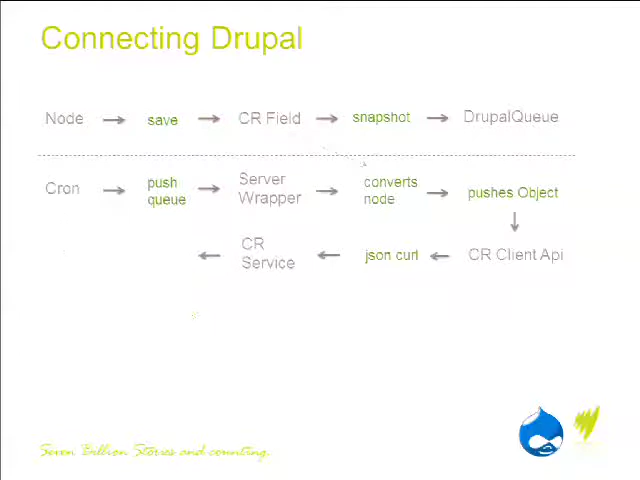 Connecting Drupal
Node save CR Field snapshot DrupalQueue
Cron push queue Server Wrapper converts node pushes Object
CR Service json curl CR Client Api
Seven Billion Stories and counting.